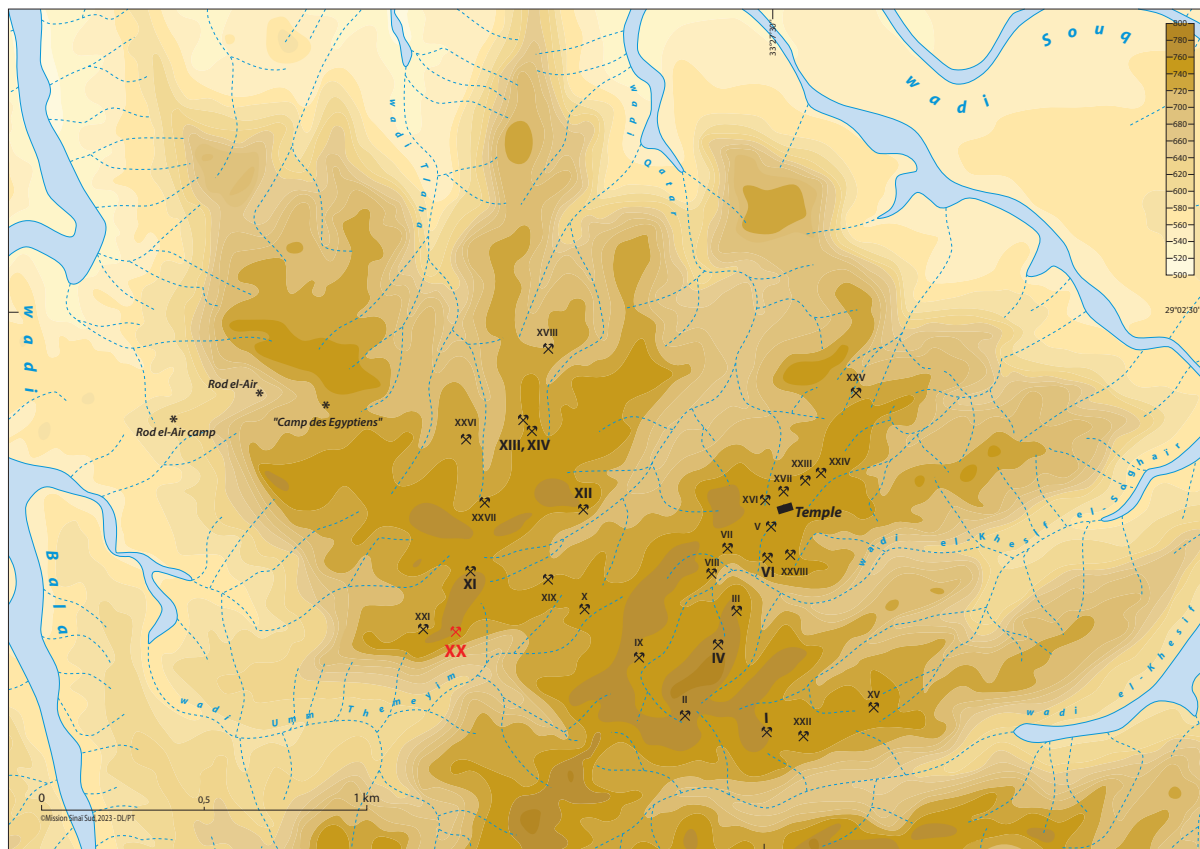 wadi Souq
33°27'30"
800
760
740
720
700
680
660
640
620
600
580
560
540
520
500
29°02'30"
wadi Tlaha
wadi Qatar
wadi Bala
XVIII
Rod el-Air
"Camp des Egyptiens"
Rod el-Air camp
XXV
XXVI
XIII, XIV
XXIII
XXIV
XVII
XII
XVI
Temple
XXVII
V
VII
wadi el Khesif el Saghair
VI
XXVIII
VIII
XI
XIX
X
III
XXI
XX
IX
IV
el-Khesif
wadi
wadi Umm Themeyim
II
I
XXII
XV
0
0,5
1 km
©Mission Sinaï Sud, 2023 - DL/PT